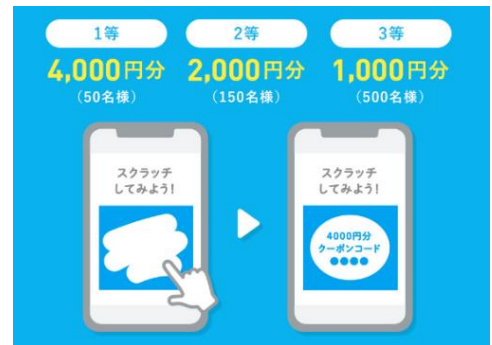 1等 2等 3等
4,000円分 2,000円分 1,000円分
(50名様) (150名様) (500名様)
スクラッチ
してみよう!
スクラッチ
してみよう!
4000円分
クーポンコード
●●●●